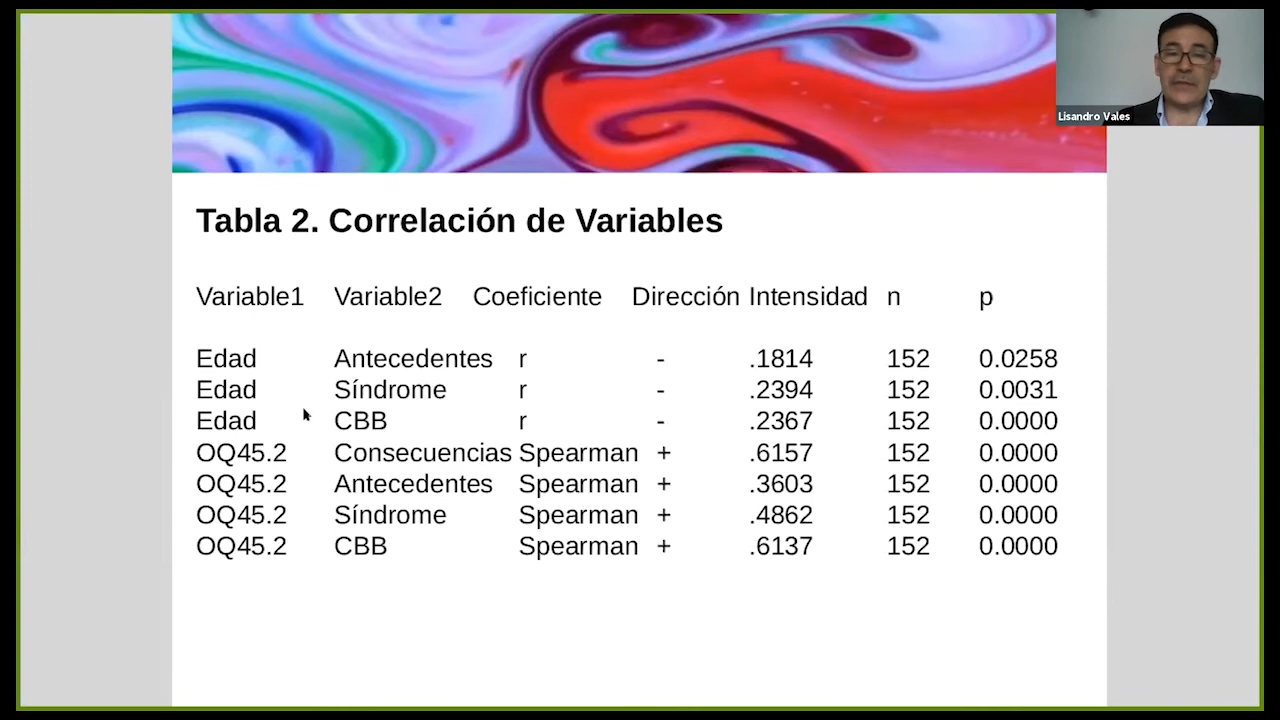 Lisandro Vales
Tabla 2. Correlación de Variables
Variable1 Variable2 Coeficiente Dirección Intensidad n p
Edad Antecedentes r - .1814 152 0.0258
Edad Síndrome r - .2394 152 0.0031
Edad CBB r - .2367 152 0.0000
OQ45.2 Consecuencias Spearman + .6157 152 0.0000
OQ45.2 Antecedentes Spearman + .3603 152 0.0000
OQ45.2 Síndrome Spearman + .4862 152 0.0000
OQ45.2 CBB Spearman + .6137 152 0.0000